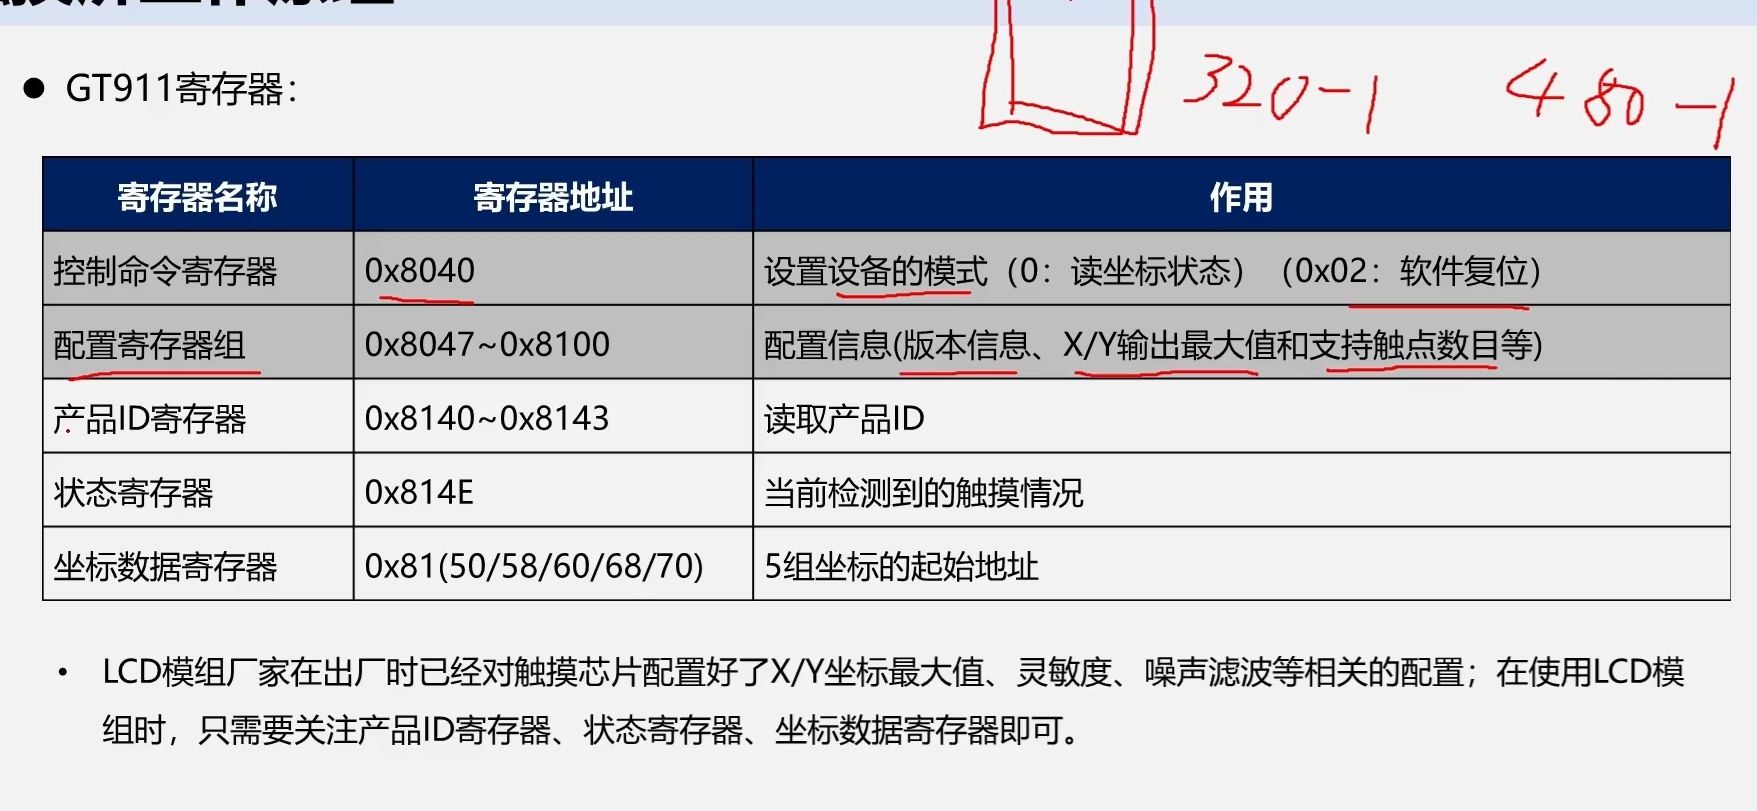 GT911寄存器：
320-1 480-1
寄存器名称 寄存器地址 作用
控制命令寄存器 0x8040 设置设备的模式（0：读坐标状态）（0x02：软件复位）
配置寄存器组 0x8047~0x8100 配置信息(版本信息、X/Y输出最大值和支持触点数目等)
产品ID寄存器 0x8140~0x8143 读取产品ID
状态寄存器 0x814E 当前检测到的触摸情况
坐标数据寄存器 0x81(50/58/60/68/70) 5组坐标的起始地址
LCD模组厂家在出厂时已经对触摸芯片配置好了X/Y坐标最大值、灵敏度、噪声滤波等相关的配置；在使用LCD模
组时，只需要关注产品ID寄存器、状态寄存器、坐标数据寄存器即可。